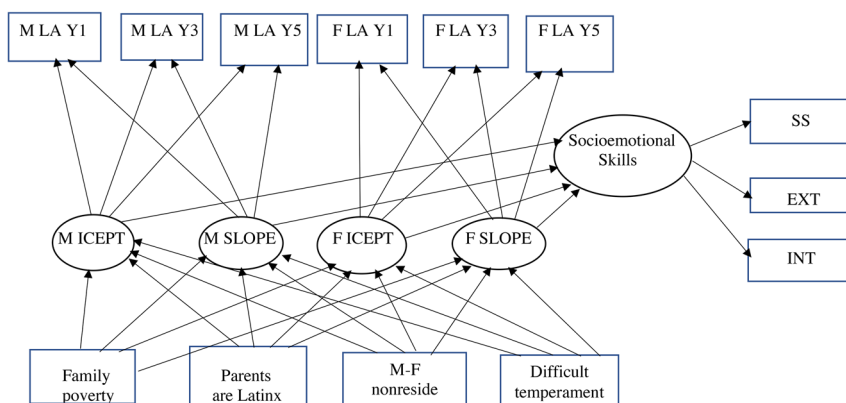 M LA Y1
M LA Y3
M LA Y5
F LA Y1
F LA Y3
F LA Y5
Socioemotional
Skills
SS
EXT
INT
M ICEPT
M SLOPE
F ICEPT
F SLOPE
Family
poverty
Parents
are Latinx
M-F
nonreside
Difficult
temperament